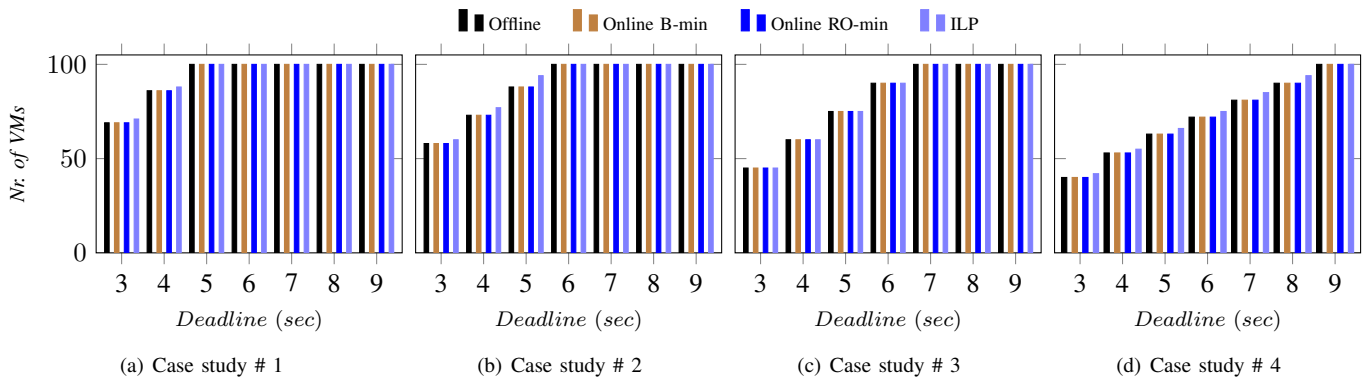 Offline Online B-min Online RO-min ILP
Nr. of VMs
100
50
0
3 4 5 6 7 8 9
Deadline (sec)
(a) Case study # 1
3 4 5 6 7 8 9
Deadline (sec)
(b) Case study # 2
3 4 5 6 7 8 9
Deadline (sec)
(c) Case study # 3
3 4 5 6 7 8 9
Deadline (sec)
(d) Case study # 4